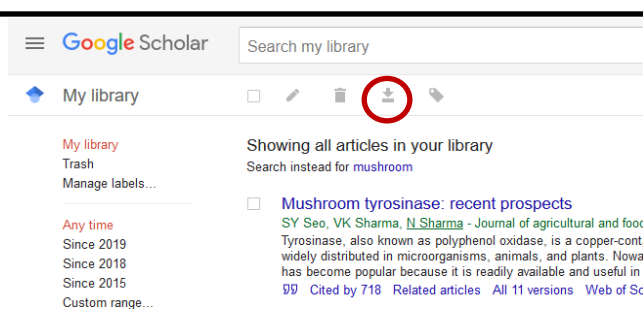 Google Scholar
Search my library
My library
My library
Trash
Manage labels...
Any time
Since 2019
Since 2018
Since 2015
Custom range...
Showing all articles in your library
Search instead for mushroom
Mushroom tyrosinase: recent prospects
SY Seo, VK Sharma, N Sharma - Journal of agricultural and food
Tyrosinase, also known as polyphenol oxidase, is a copper-cont
widely distributed in microorganisms, animals, and plants. Nowa
has become popular because it is readily available and useful in
Cited by 718 Related articles All 11 versions Web of Sc